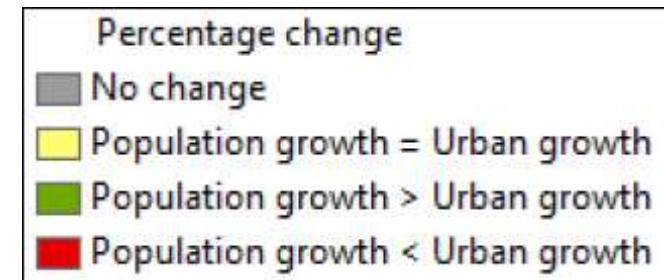 Percentage change
No change
Population growth = Urban growth
Population growth > Urban growth
Population growth < Urban growth